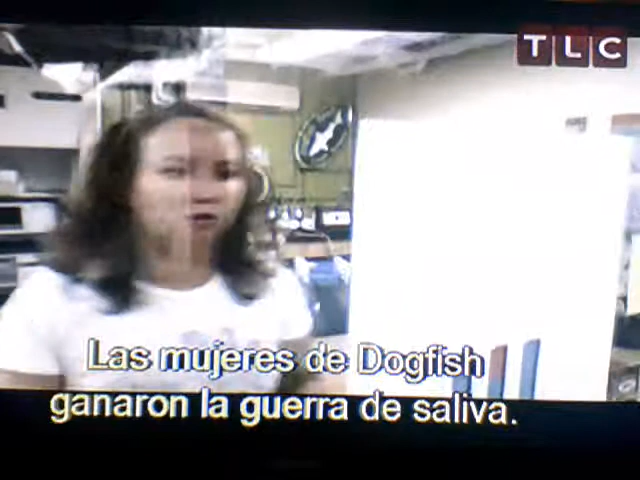 TLC
Las mujeres de Dogfish
ganaron la guerra de saliva.